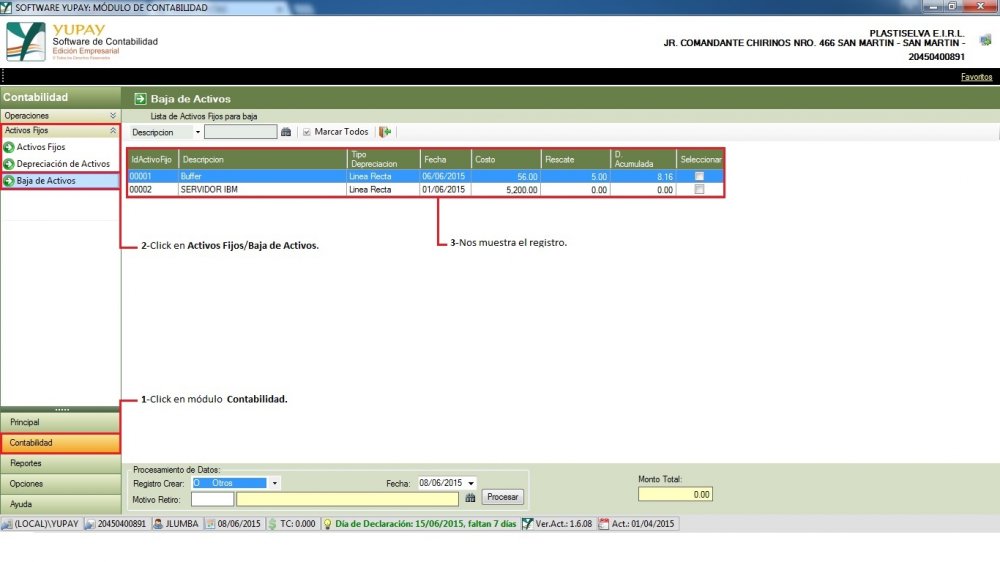 SOFTWARE YUPAY: MÓDULO DE CONTABILIDAD
YUPAY
Software de Contabilidad
Edición Empresarial
PLASTISELVA E.I.R.L.
JR. COMANDANTE CHIRINOS NRO. 466 SAN MARTIN - SAN MARTIN -
20450400891
Favoritos
Contabilidad
Baja de Activos
Operaciones
Lista de Activos Fijos para baja
Activos Fijos
Descripcion
Marcar Todos
Activos Fijos
Depreciación de Activos
Baja de Activos
IdActivoFijo Descripcion Tipo Depreciacion Fecha Costo Rescate D. Acumulada Seleccionar
00001 Buffer Linea Recta 06/06/2015 56.00 5.00 8.16
00002 SERVIDOR IBM Linea Recta 01/06/2015 5,200.00 0.00 0.00
2-Click en Activos Fijos/Baja de Activos.
3-Nos muestra el registro.
1-Click en módulo Contabilidad.
Principal
Contabilidad
Reportes
Opciones
Ayuda
Procesamiento de Datos:
Registro Crear: O Otros
Fecha: 08/06/2015
Motivo Retiro:
Procesar
Monto Total:
0.00
(LOCAL)\YUPAY 20450400891 JLUMBA 08/06/2015 TC: 0.000 Día de Declaración: 15/06/2015, faltan 7 días Ver.Act.: 1.6.08 Act.: 01/04/2015